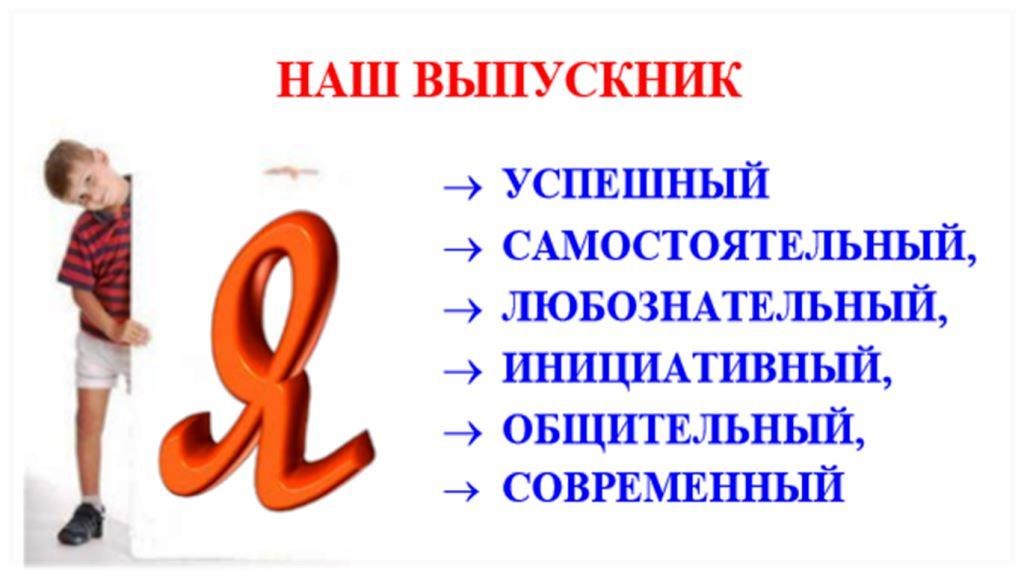 НАШ ВЫПУСКНИК
Я
→ УСПЕШНЫЙ
→ САМОСТОЯТЕЛЬНЫЙ,
→ ЛЮБОЗНАТЕЛЬНЫЙ,
→ ИНИЦИАТИВНЫЙ,
→ ОБЩИТЕЛЬНЫЙ,
→ СОВРЕМЕННЫЙ